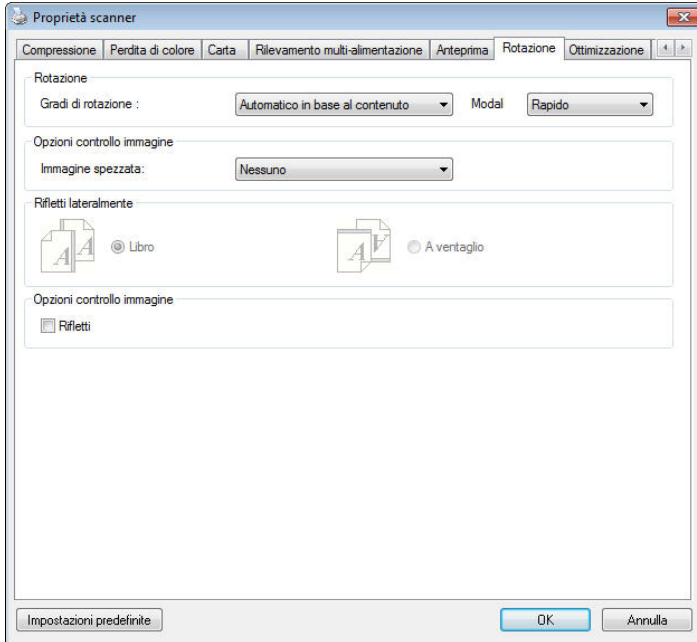 Proprietà scanner
Compressione Perdita di colore Carta Rilevamento multi-alimentazione Anteprima Rotazione Ottimizzazione
Rotazione
Gradi di rotazione : Automatico in base al contenuto Modal Rapido
Opzioni controllo immagine
Immagine spezzata: Nessuno
Rifletti lateralmente
A A Libro A A A ventaglio
Opzioni controllo immagine
Rifletti
Impostazioni predefinite OK Annulla